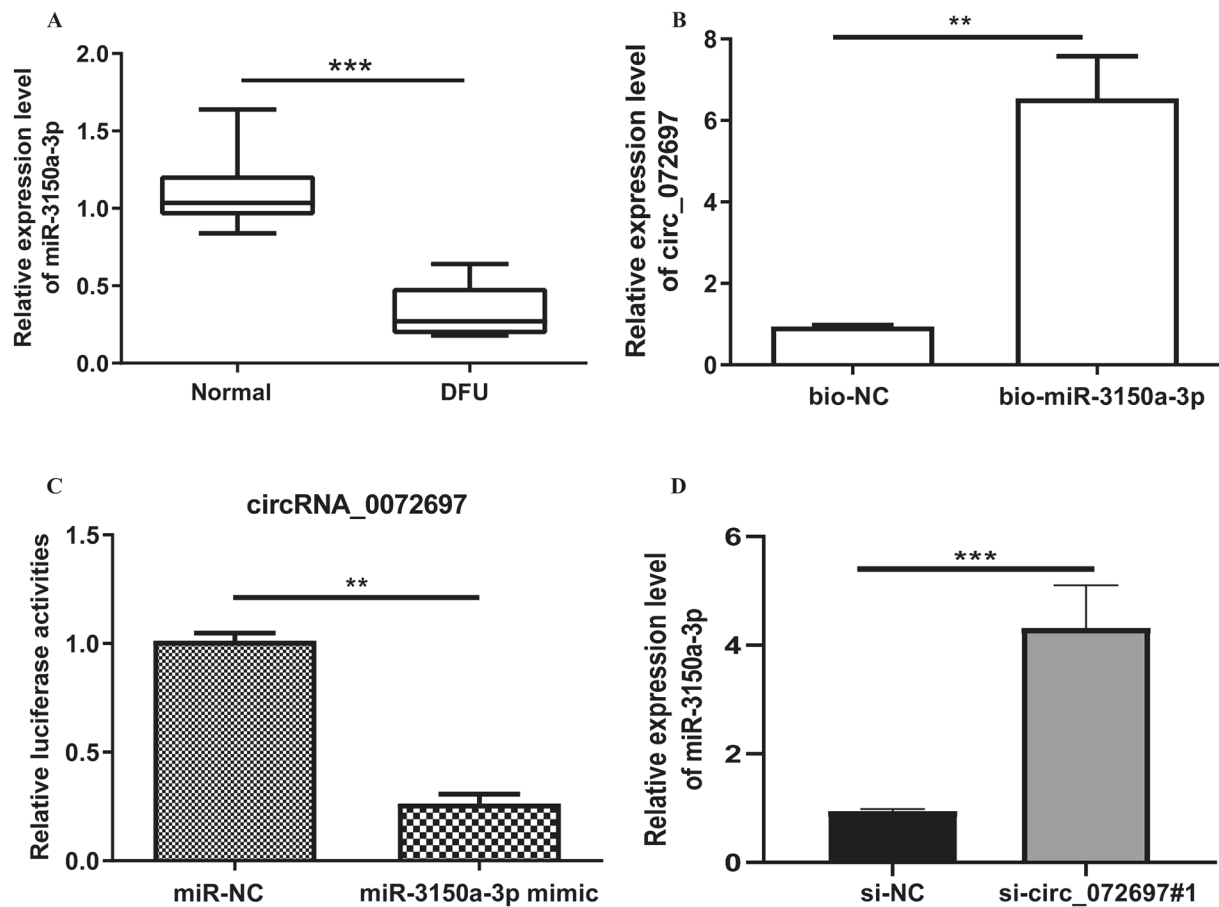 A
Relative expression level
of miR-3150a-3p
2.0
1.5
1.0
0.5
0.0
***
Normal
DFU
B
Relative expression level
of circ_072697
8
6
4
2
0
**
bio-NC
bio-miR-3150a-3p
C
circRNA_0072697
Relative luciferase activities
1.5
1.0
0.5
0.0
**
miR-NC
miR-3150a-3p mimic
D
Relative expression level
of miR-3150a-3p
6
4
2
0
***
si-NC
si-circ_072697#1